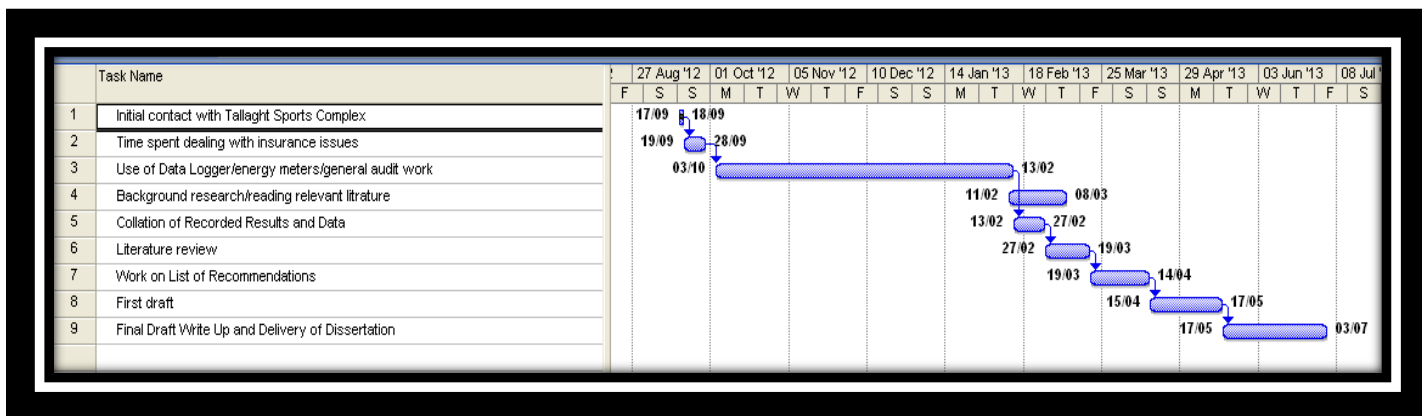 Task Name
27 Aug '12 01 Oct '12 05 Nov '12 10 Dec '12 14 Jan '13 18 Feb '13 25 Mar '13 29 Apr '13 03 Jun '13 08 Jul '
F S S M T W T F S S M T W T F S S M T W T F S
1 Initial contact with Tallaght Sports Complex 17/09 18/09
2 Time spent dealing with insurance issues 19/09 28/09
3 Use of Data Logger/energy meters/general audit work 03/10 13/02
4 Background research/reading relevant litrature 11/02 08/03
5 Collation of Recorded Results and Data 13/02 27/02
6 Literature review 27/02 19/03
7 Work on List of Recommendations 19/03 14/04
8 First draft 15/04 17/05
9 Final Draft Write Up and Delivery of Dissertation 17/05 03/07